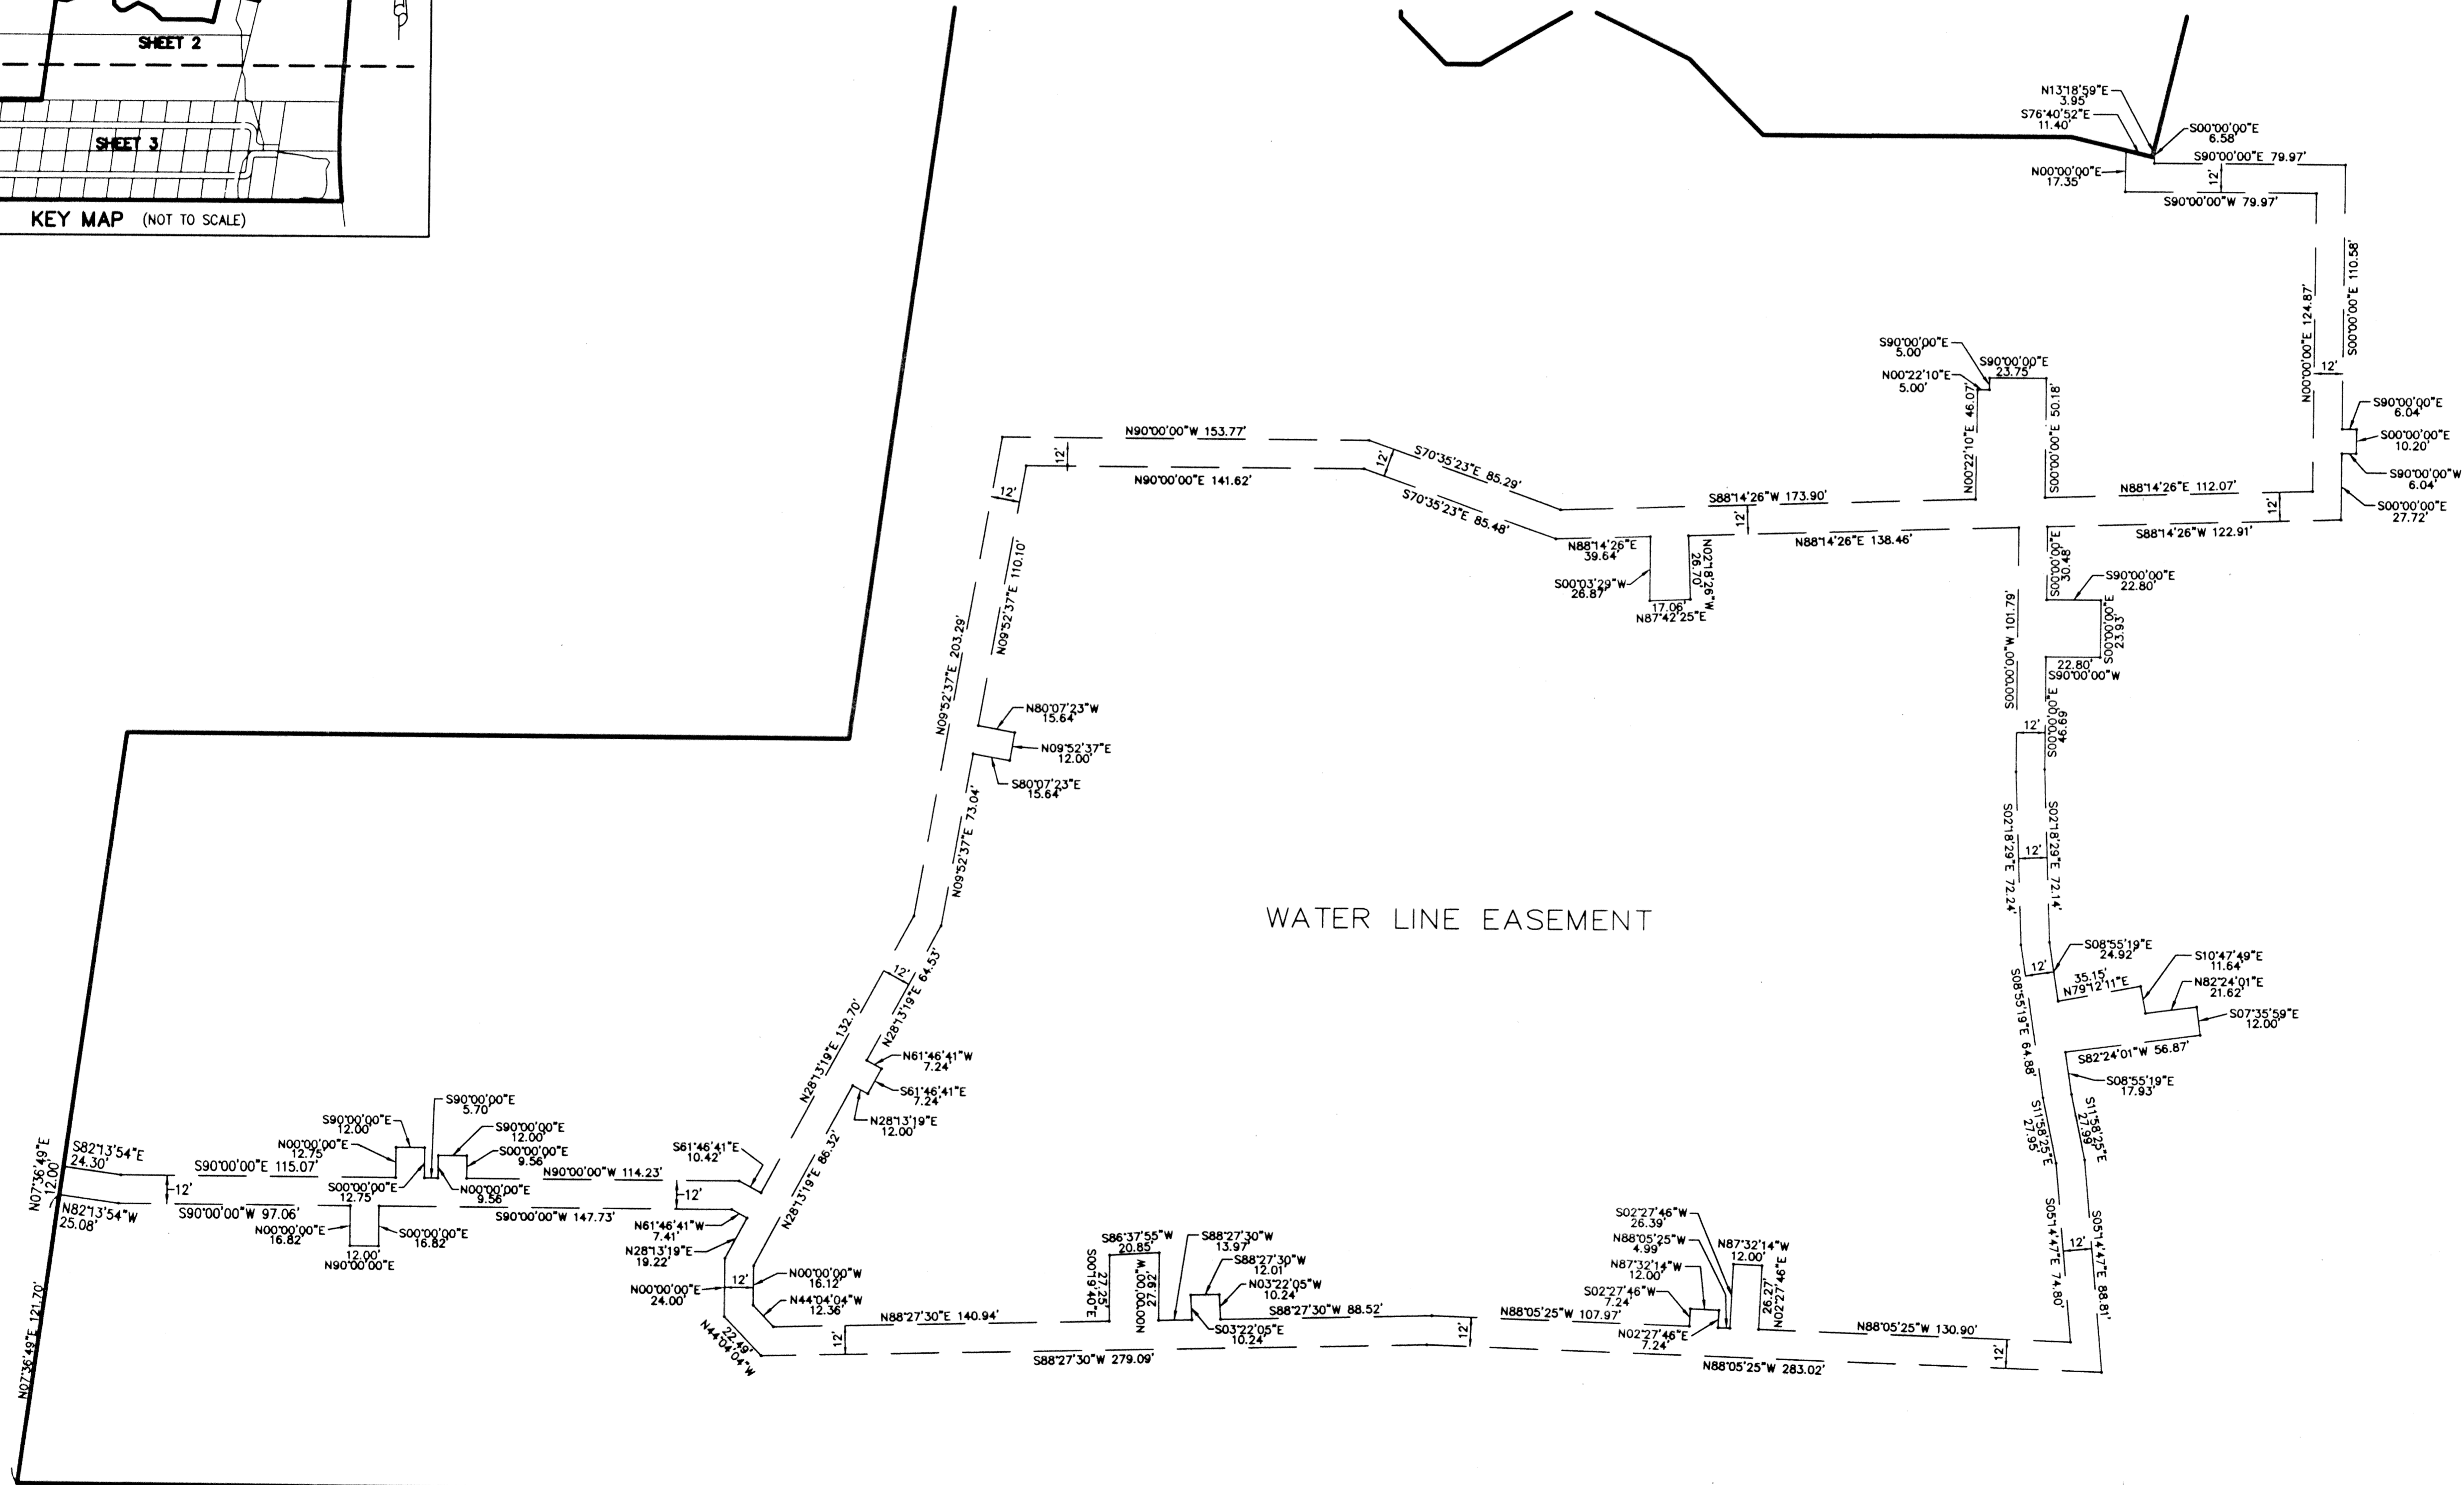 SHEET 2
SHEET 3
KEY MAP (NOT TO SCALE)
N13°18'59"E
3.95'
S76°40'52"E
11.40'
S00°00'00"E
6.58'
S90°00'00"E 79.97'
N00°00'00"E
17.35'
12'
S90°00'00"W 79.97'
S00°00'00"E 110.58'
N00°00'00"E 124.87'
12'
S90°00'00"E
6.04'
S00°00'00"E
10.20'
S90°00'00"W
6.04'
S00°00'00"E
27.72'
S90°00'00"E
5.00'
N00°22'10"E
5.00'
S90°00'00"E
23.75'
N00°22'10"E 46.07'
S00°00'00"E 50.18'
N88°14'26"E 112.07'
12'
S88°14'26"W 122.91'
N90°00'00"W 153.77'
12'
N90°00'00"E 141.62'
S70°35'23"E 85.29'
12'
S70°35'23"E 85.48'
S88°14'26"W 173.90'
12'
N88°14'26"E
39.64'
N88°14'26"E 138.46'
S00°03'29"W
26.87'
N02°18'26"W
26.70'
17.06'
N87°42'25"E
12'
N09°52'37"E 203.29'
N09°52'37"E 110.10'
N80°07'23"W
15.64'
N09°52'37"E
12.00'
S80°07'23"E
15.64'
N09°52'37"E 73.04'
S00°00'00"E
30.48'
S90°00'00"E
22.80'
S00°00'00"E
23.93'
22.80'
S90°00'00"W
S00°00'00"W 101.79'
12'
S00°00'00"E
46.69'
S02°18'29"E 72.24'
12'
S02°18'29"E 72.14'
WATER LINE EASEMENT
S08°55'19"E
24.92'
12'
35.15'
N79°12'11"E
S10°47'49"E
11.64'
N82°24'01"E
21.62'
S07°35'59"E
12.00'
S82°24'01"W 56.87'
S08°55'19"E
17.93'
S08°55'19"E 64.88'
S11°58'25"E
27.95'
S11°58'25"E
27.99'
S05°14'47"E 74.80'
12'
S05°14'47"E 88.81'
12'
N28°13'19"E 132.70'
N28°13'19"E 64.53'
N61°46'41"W
7.24'
S61°46'41"E
7.24'
N28°13'19"E
12.00'
N28°13'19"E 86.32'
S61°46'41"E
10.42'
N07°36'49"E
12.00'
S82°13'54"E
24.30'
N82°13'54"W
25.08'
12'
S90°00'00"E 115.07'
S90°00'00"W 97.06'
S90°00'00"E
12.00'
N00°00'00"E
12.75'
S90°00'00"E
5.70'
S90°00'00"E
12.00'
S00°00'00"E
9.56'
S00°00'00"E
12.75'
N00°00'00"E
9.56'
N90°00'00"W 114.23'
12'
S90°00'00"W 147.73'
N00°00'00"E
16.82'
S00°00'00"E
16.82'
12.00'
N90°00'00"E
N61°46'41"W
7.41'
N28°13'19"E
19.22'
N00°00'00"E
24.00'
12'
N00°00'00"W
16.12'
N44°04'04"W
12.36'
22.49'
N44°04'04"W
N07°36'49"E 121.70'
N88°27'30"E 140.94'
12'
S88°27'30"W 279.09'
S00°19'40"E
27.25'
S86°37'55"W
20.85'
N00°00'00"W
27.92'
S88°27'30"W
13.97'
S88°27'30"W
12.01'
N03°22'05"W
10.24'
S03°22'05"E
10.24'
S88°27'30"W 88.52'
12'
N88°05'25"W 107.97'
S02°27'46"W
26.39'
N88°05'25"W
4.99'
N87°32'14"W
12.00'
S02°27'46"W
7.24'
N02°27'46"E
7.24'
N87°32'14"W
12.00'
N02°27'46"E
26.27'
N88°05'25"W 130.90'
12'
N88°05'25"W 283.02'